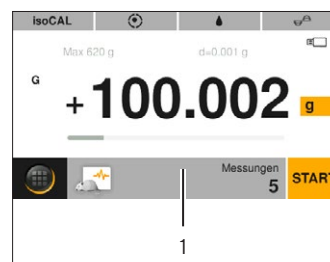 isoCAL
Max 620 g d=0.001 g
G
+100.002 g
Messungen
5
START
1